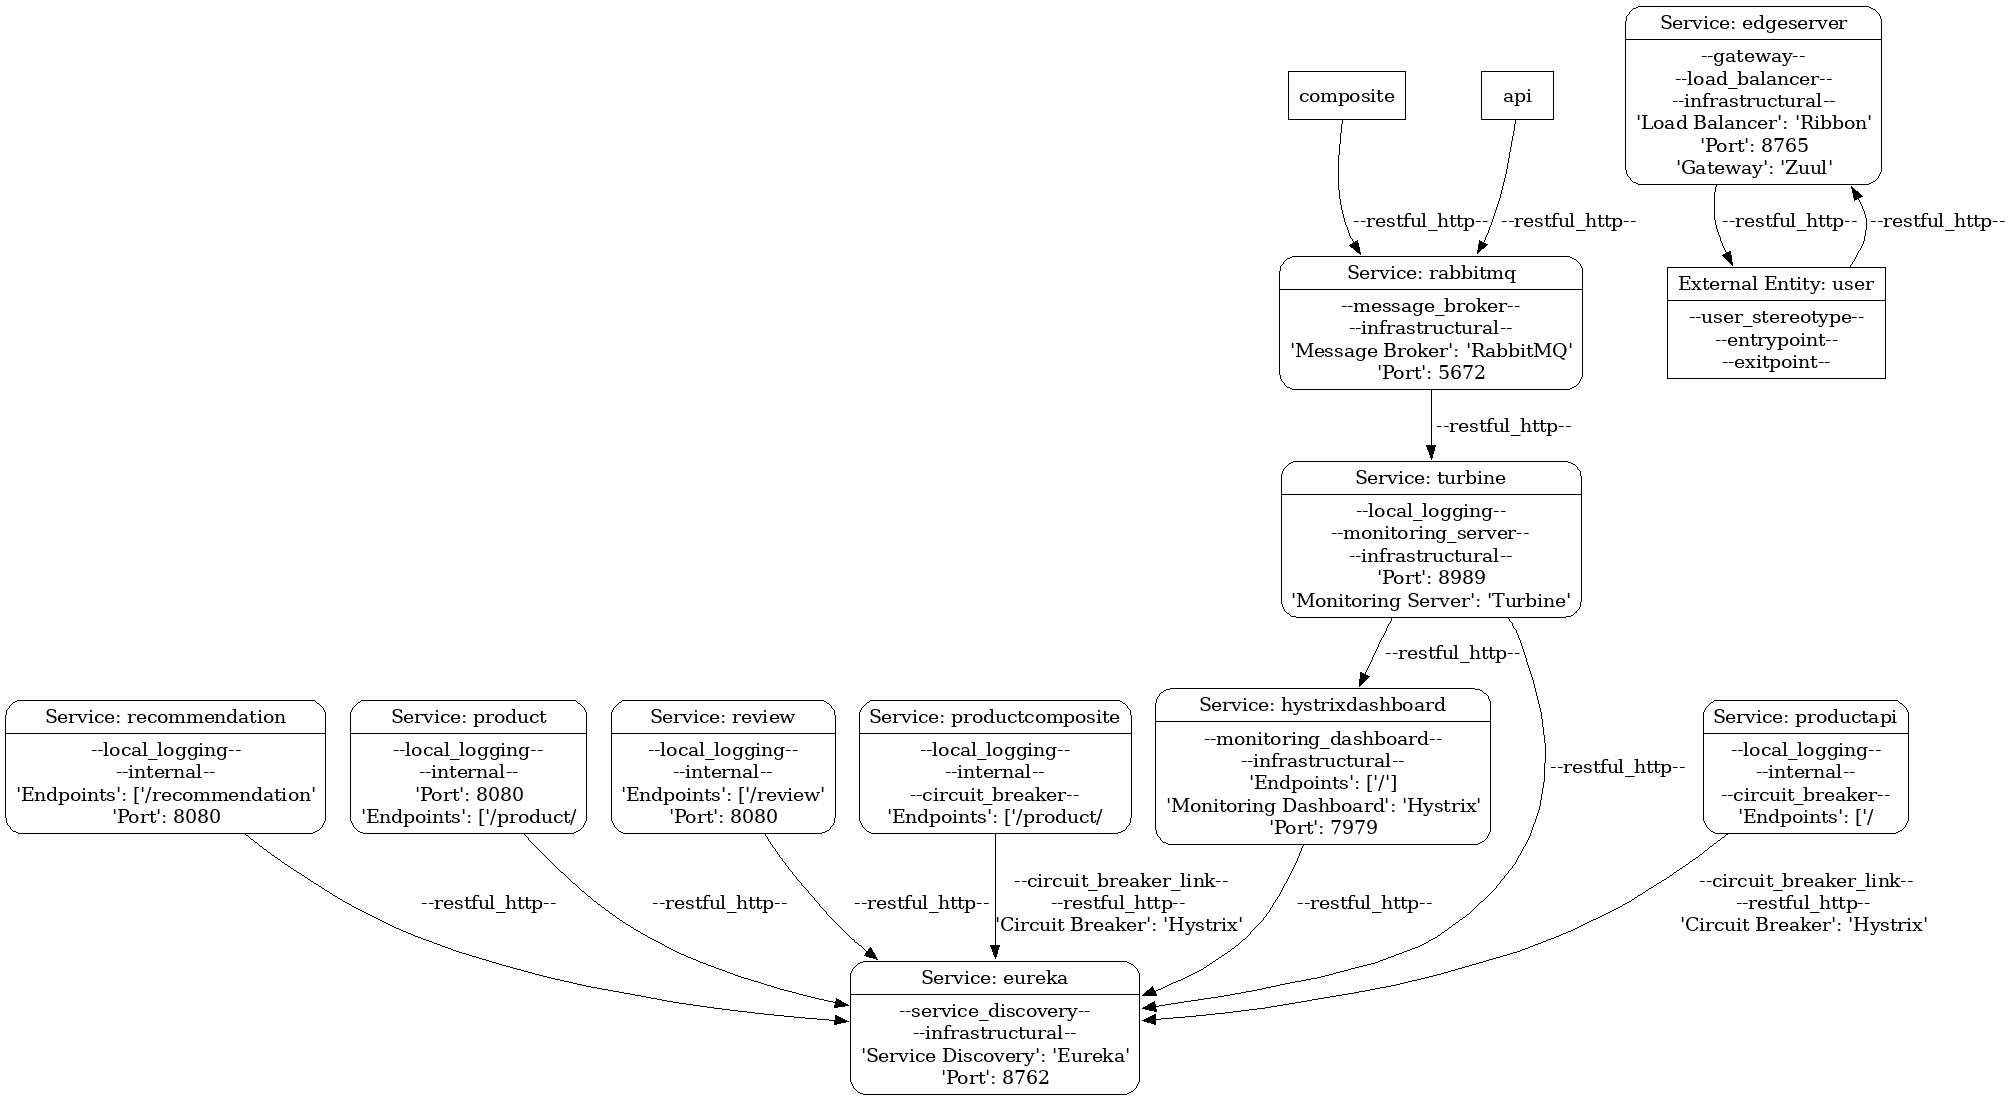 Service: edgeserver
--gateway--
--load_balancer--
--infrastructural--
'Load Balancer': 'Ribbon'
'Port': 8765
'Gateway': 'Zuul'
composite
api
--restful_http--
--restful_http--
--restful_http--
--restful_http--
Service: rabbitmq
--message_broker--
--infrastructural--
'Message Broker': 'RabbitMQ'
'Port': 5672
External Entity: user
--user_stereotype--
--entrypoint--
--exitpoint--
--restful_http--
Service: turbine
--local_logging--
--monitoring_server--
--infrastructural--
'Port': 8989
'Monitoring Server': 'Turbine'
--restful_http--
--restful_http--
Service: recommendation
--local_logging--
--internal--
'Endpoints': ['/recommendation'
'Port': 8080
Service: product
--local_logging--
--internal--
'Port': 8080
'Endpoints': ['/product/
Service: review
--local_logging--
--internal--
'Endpoints': ['/review'
'Port': 8080
Service: productcomposite
--local_logging--
--internal--
--circuit_breaker--
'Endpoints': ['/product/
Service: hystrixdashboard
--monitoring_dashboard--
--infrastructural--
'Endpoints': ['/']
'Monitoring Dashboard': 'Hystrix'
'Port': 7979
Service: productapi
--local_logging--
--internal--
--circuit_breaker--
'Endpoints': ['/
--restful_http--
--restful_http--
--restful_http--
--circuit_breaker_link--
--restful_http--
'Circuit Breaker': 'Hystrix'
--restful_http--
--circuit_breaker_link--
--restful_http--
'Circuit Breaker': 'Hystrix'
Service: eureka
--service_discovery--
--infrastructural--
'Service Discovery': 'Eureka'
'Port': 8762